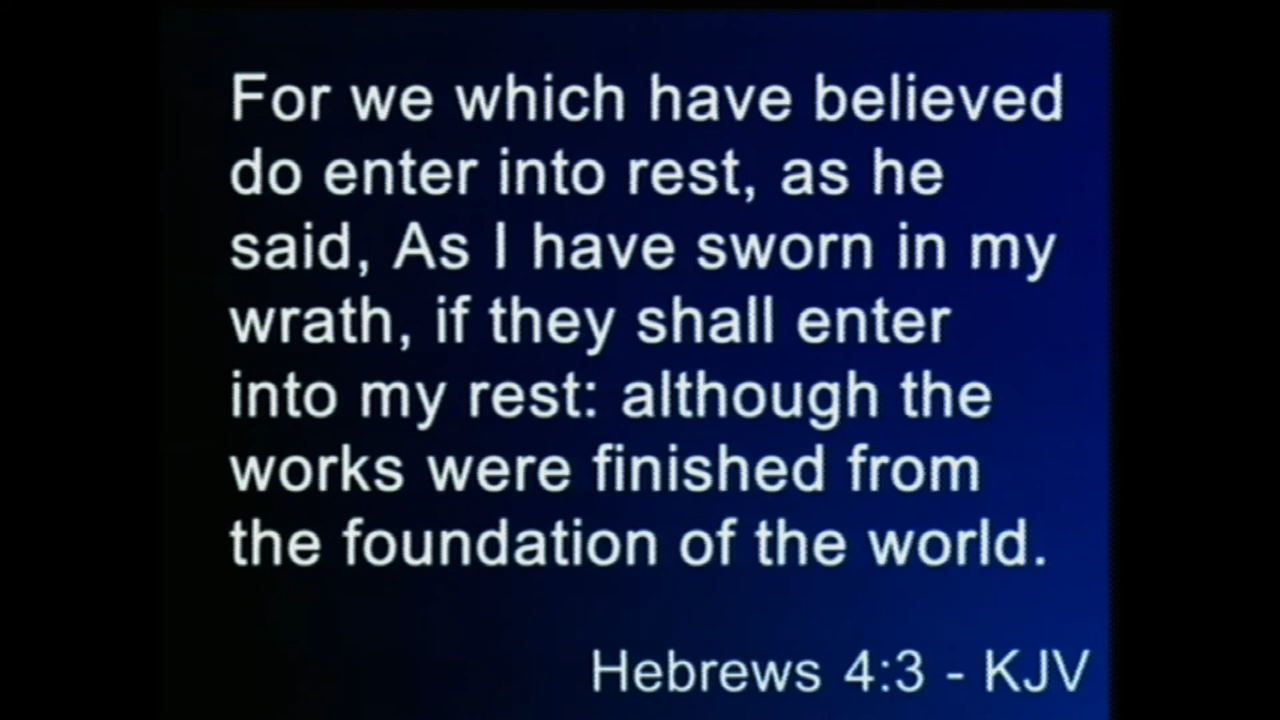 For we which have believed
do enter into rest, as he
said, As I have sworn in my
wrath, if they shall enter
into my rest: although the
works were finished from
the foundation of the world.
Hebrews 4:3 - KJV